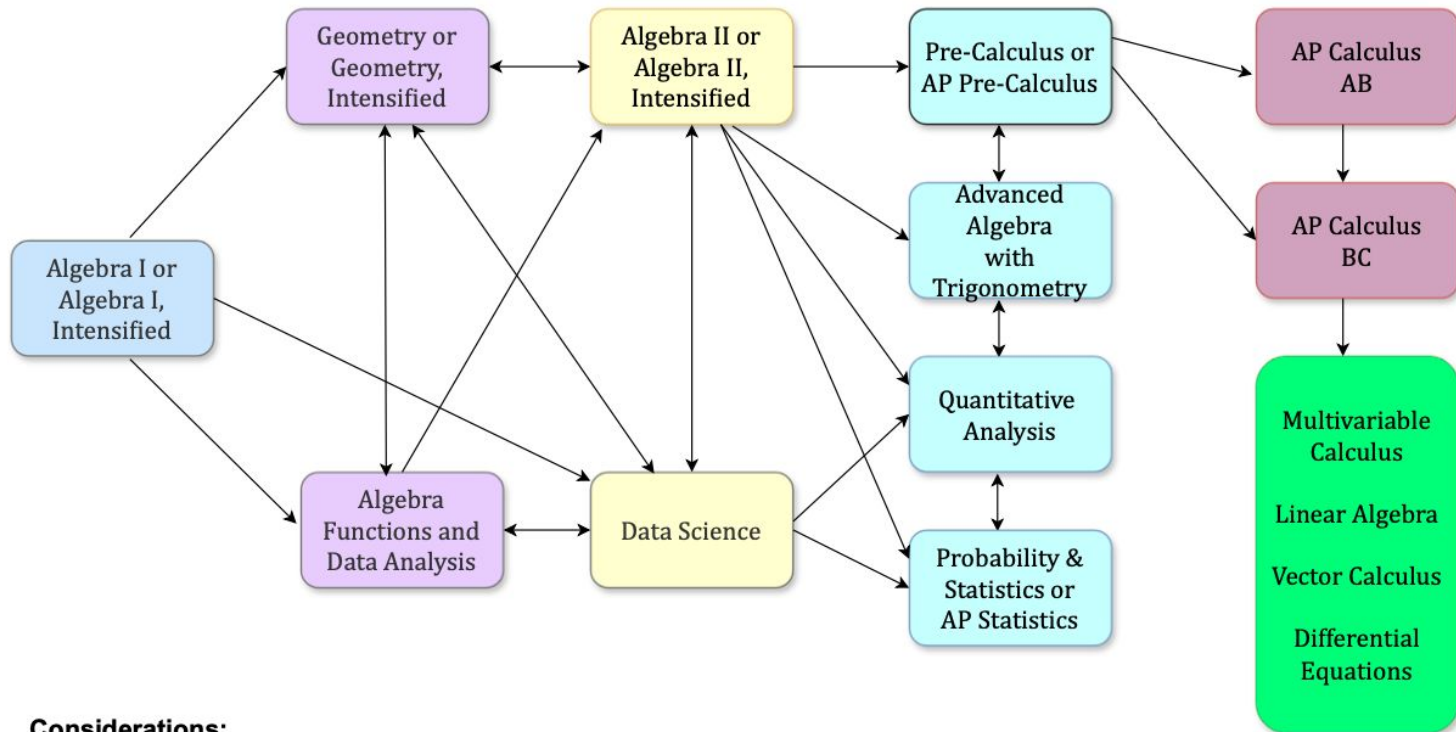 Geometry or
Geometry,
Intensified
Algebra II or
Algebra II,
Intensified
Pre-Calculus or
AP Pre-Calculus
AP Calculus
AB
Algebra I or
Algebra I,
Intensified
Advanced
Algebra
with
Trigonometry
AP Calculus
BC
Algebra
Functions and
Data Analysis
Data Science
Quantitative
Analysis
Probability &
Statistics or
AP Statistics
Multivariable
Calculus
Linear Algebra
Vector Calculus
Differential
Equations
Considerations: